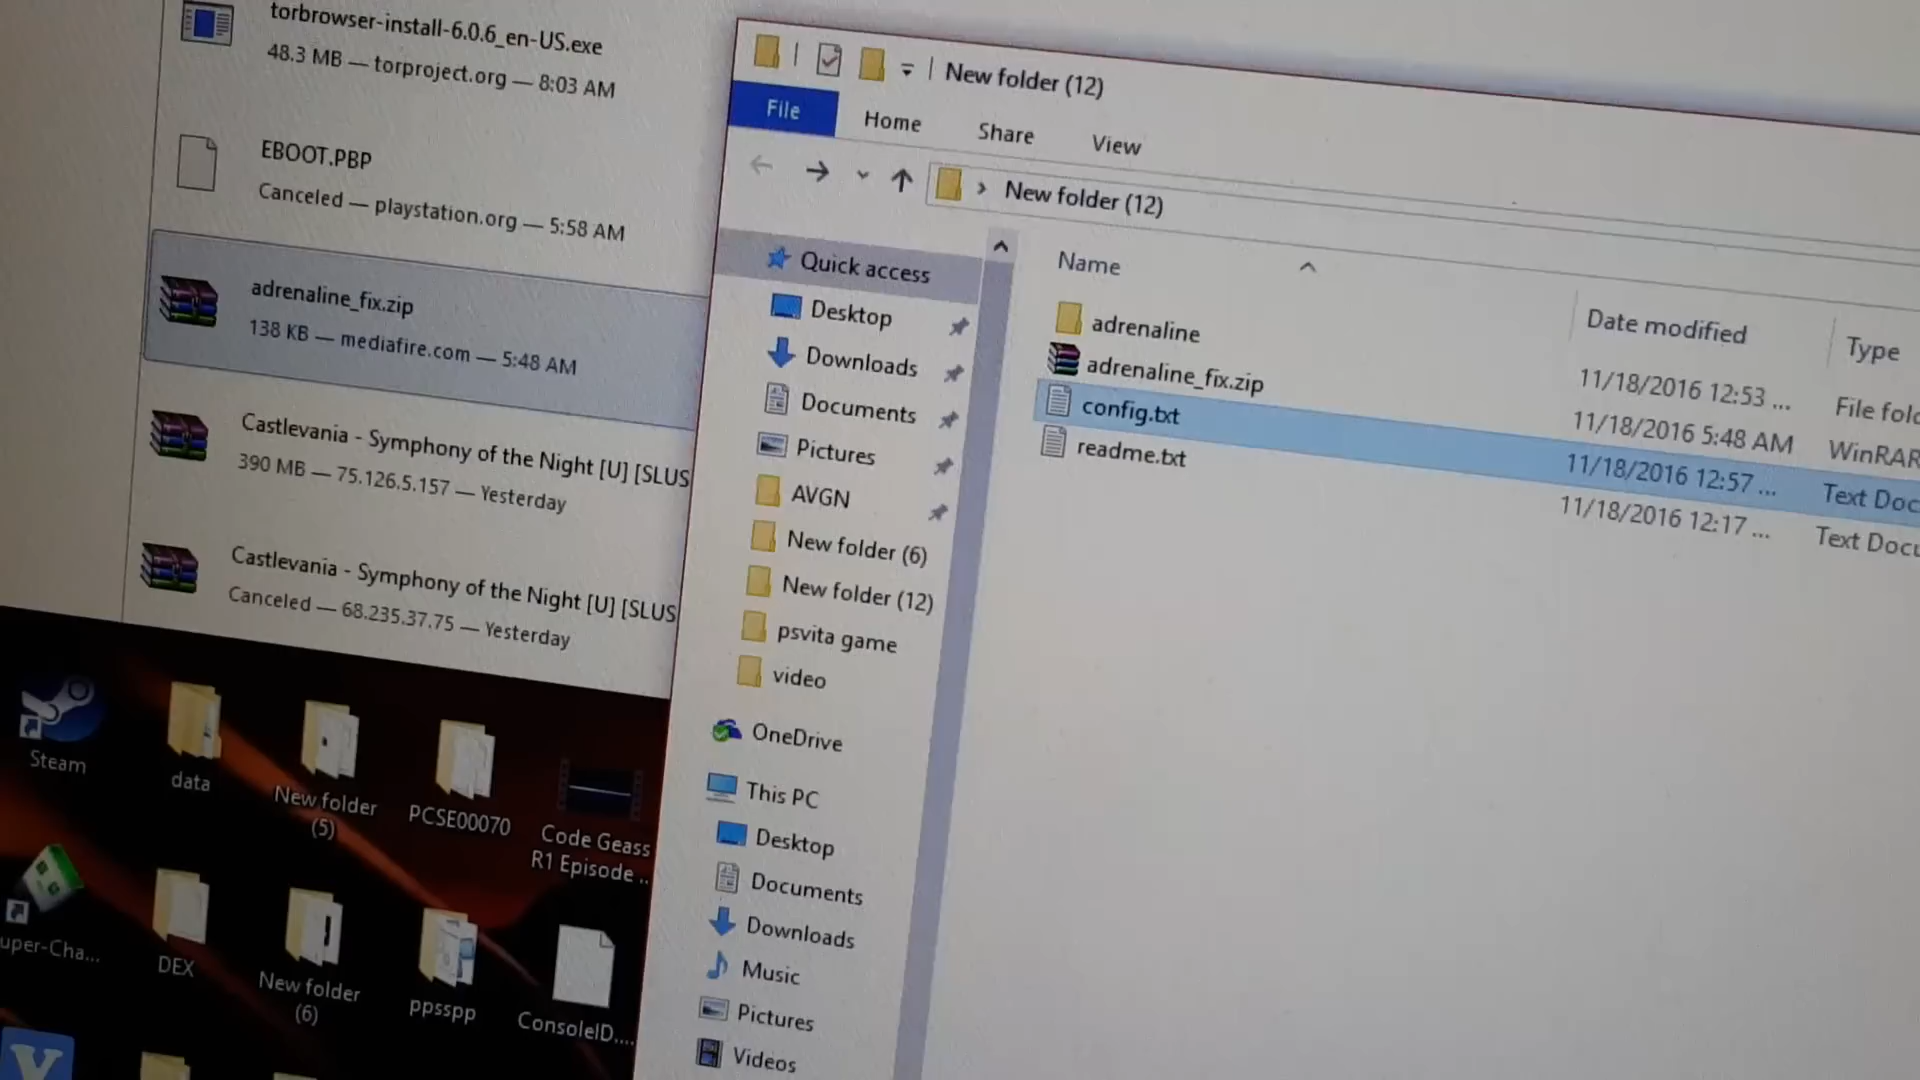 torbrowser-install-6.0.6_en-US.exe
48.3 MB — torproject.org — 8:03 AM
EBOOT.PBP
Canceled — playstation.org — 5:58 AM
adrenaline_fix.zip
138 KB — mediafire.com — 5:48 AM
Castlevania - Symphony of the Night [U] [SLUS
390 MB — 75.126.5.157 — Yesterday
Castlevania - Symphony of the Night [U] [SLUS
Canceled — 68.235.37.75 — Yesterday
Steam
data
New folder
(5)
PCSE00070
Code Geass
R1 Episode ...
uper-Cha...
DEX
New folder
(6)
ppsspp
ConsoleID....
New folder (12)
File
Home
Share
View
New folder (12)
Quick access
Desktop
Downloads
Documents
Pictures
AVGN
New folder (6)
New folder (12)
psvita game
video
OneDrive
This PC
Desktop
Documents
Downloads
Music
Pictures
Videos
Name
Date modified
Type
adrenaline
11/18/2016 12:53 ...
File fold
adrenaline_fix.zip
11/18/2016 5:48 AM
WinRAR
config.txt
11/18/2016 12:57 ...
Text Doc
readme.txt
11/18/2016 12:17 ...
Text Docu